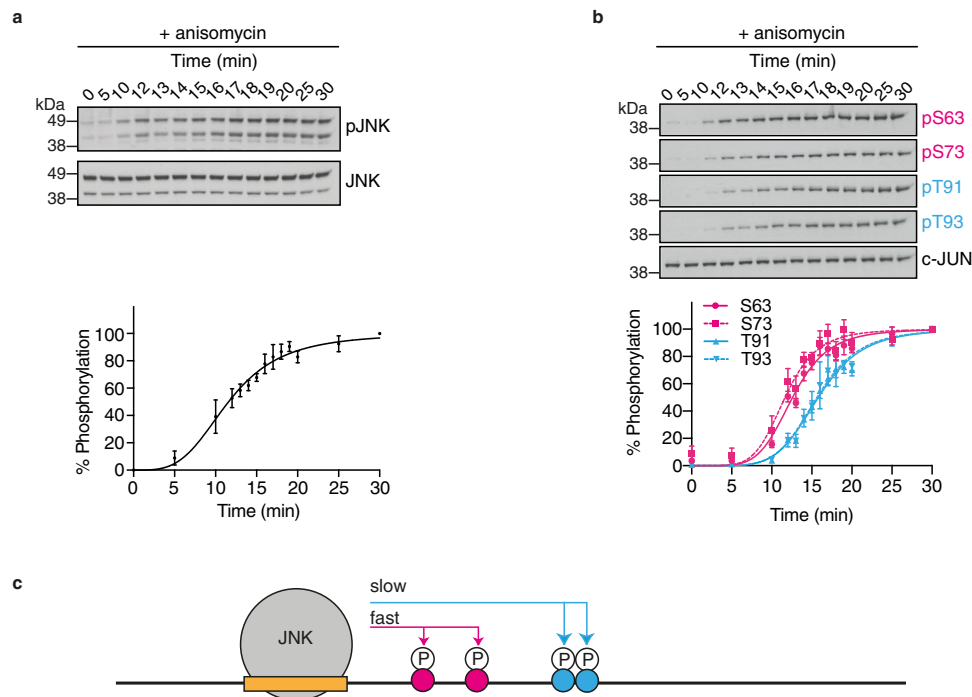 a
+ anisomycin
Time (min)
0 5 10 12 13 14 15 16 17 18 19 20 25 30
kDa
49
38
pJNK
49
38
JNK
% Phosphorylation
100
80
60
40
20
0
0 5 10 15 20 25 30
Time (min)
b
+ anisomycin
Time (min)
0 5 10 12 13 14 15 16 17 18 19 20 25 30
kDa
38
pS63
38
pS73
38
pT91
38
pT93
38
c-JUN
S63
S73
T91
T93
% Phosphorylation
100
80
60
40
20
0
0 5 10 15 20 25 30
Time (min)
c
JNK
slow
fast
P P P P